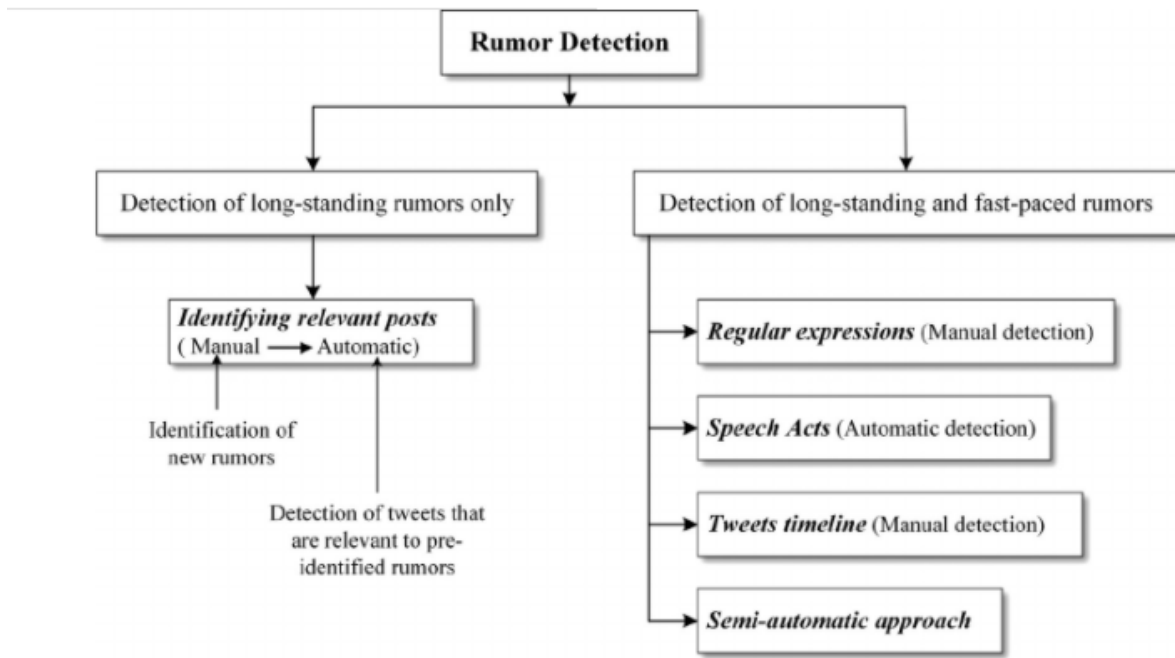 Rumor Detection
Detection of long-standing rumors only
Detection of long-standing and fast-paced rumors
Identifying relevant posts
( Manual Automatic)
Identification of
new rumors
Detection of tweets that
are relevant to pre-
identified rumors
Regular expressions (Manual detection)
Speech Acts (Automatic detection)
Tweets timeline (Manual detection)
Semi-automatic approach